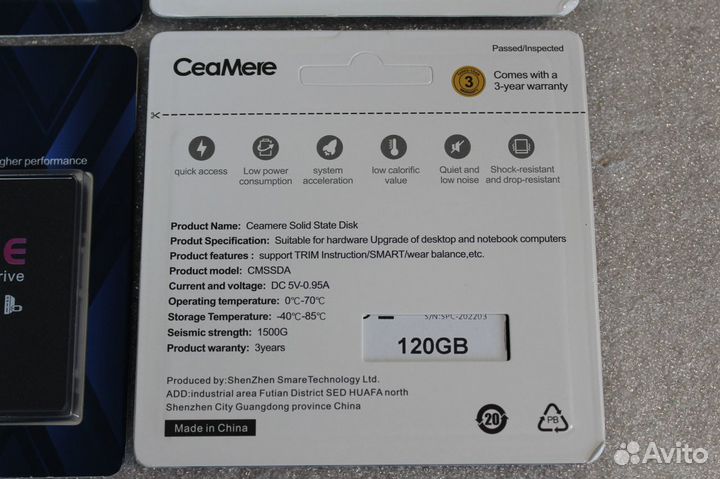 CeaMere
Passed/Inspected
3
Comes with a
3-year warranty
quick access
Low power
consumption
system
acceleration
low calorific
value
Quiet and
low noise
Shock-resistant
and drop-resistant
Product Name: Ceamere Solid State Disk
Produt Specification: Suitable for hardware Upgrade of desktop and notebook computers
Product features : support TRIM Instruction/SMART/wear balance,etc.
Product model: CMSSDA
Current and voltage: DC 5V-0.95A
Operating temperature: 0℃-70℃
Storage Temperature: -40℃-85℃
Seismic strength: 1500G
Product waranty: 3years
S/N:SPC-202203
120GB
Produced by:ShenZhen SmareTechnology Ltd.
ADD:industrial area Futian District SED HUAFA north
Shenzhen City Guangdong province China
Made in China
20
PB
performance
E
rive
Avito